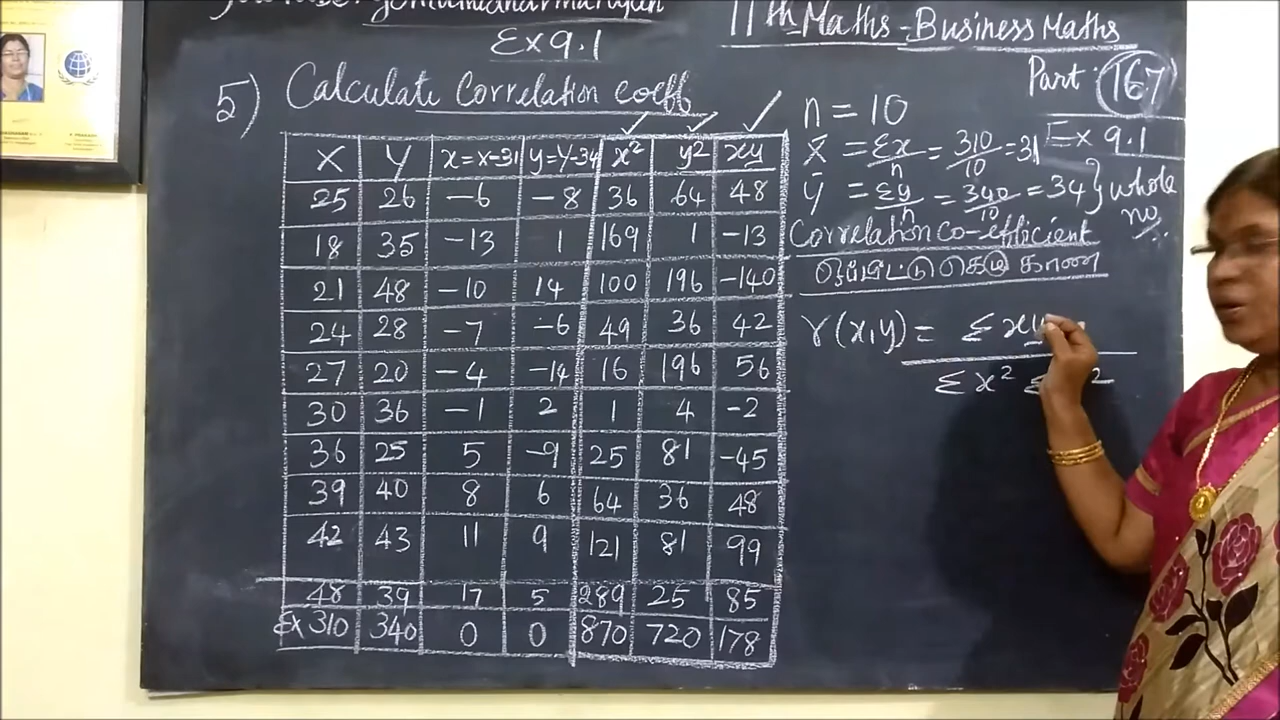 11th Maths - Business Maths
Ex 9.1
Part: 167
5) Calculate Correlation coeff
Ex 9.1
X Y x=x-31 y=Y-34 x² y² xy
25 26 -6 -8 36 64 48
18 35 -13 1 169 1 -13
21 48 -10 14 100 196 -140
24 28 -7 -6 49 36 42
27 20 -4 -14 16 196 56
30 36 -1 2 1 4 -2
36 25 5 -9 25 81 -45
39 40 8 6 64 36 48
42 43 11 9 121 81 99
48 39 17 5 289 25 85
Ex 310 340 0 0 870 720 178
n = 10
x̄ = Σx/n = 310/10 = 31
ȳ = Σy/n = 340/10 = 34 } whole no,
Correlation co-efficient
ஒப்பிட்டு கெழு காண
r(x,y) = Σxy
Σx² Σ ²